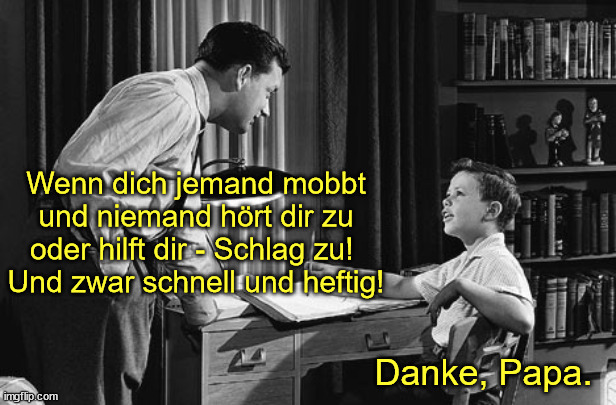 Wenn dich jemand mobbt
und niemand hört dir zu
oder hilft dir - Schlag zu!
Und zwar schnell und heftig!
Danke, Papa.
imgflip.com